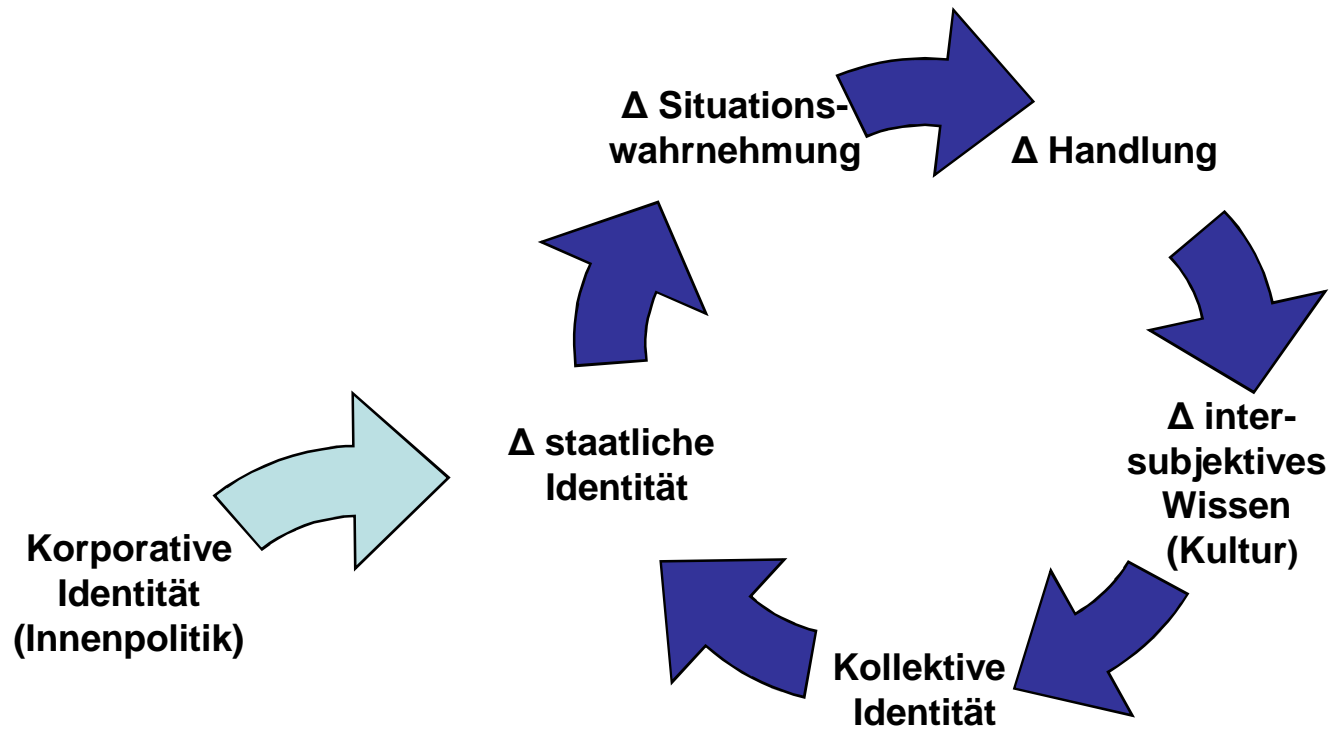 Δ Situations-
wahrnehmung
Δ Handlung
Δ inter-
subjektives
Wissen
(Kultur)
Kollektive
Identität
Δ staatliche
Identität
Korporative
Identität
(Innenpolitik)